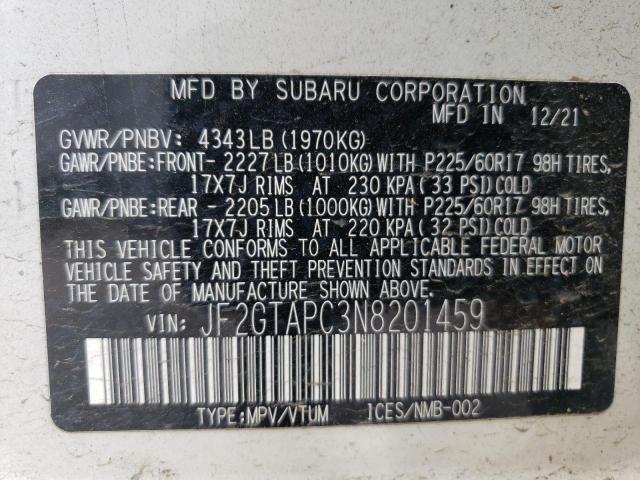 MFD BY SUBARU CORPORATION
MFD IN 12/21
GVWR/PNBV: 4343LB (1970KG)
GAWR/PNBE:FRONT- 2227LB (1010KG) WITH P225/60R17 98H TIRES,
17X7J RIMS AT 230 KPA ( 33 PSI) COLD
GAWR/PNBE:REAR - 2205LB (1000KG) WITH P225/60R17 98H TIRES,
17X7J RIMS AT 220 KPA ( 32 PSI) COLD
THIS VEHICLE CONFORMS TO ALL APPLICABLE FEDERAL MOTOR
VEHICLE SAFETY AND THEFT PREVENTION STANDARDS IN EFFECT ON
THE DATE OF MANUFACTURE SHOWN ABOVE.
VIN: JF2GTAPC3N8201459
TYPE:MPV/VTUM 1CES/NMB-002